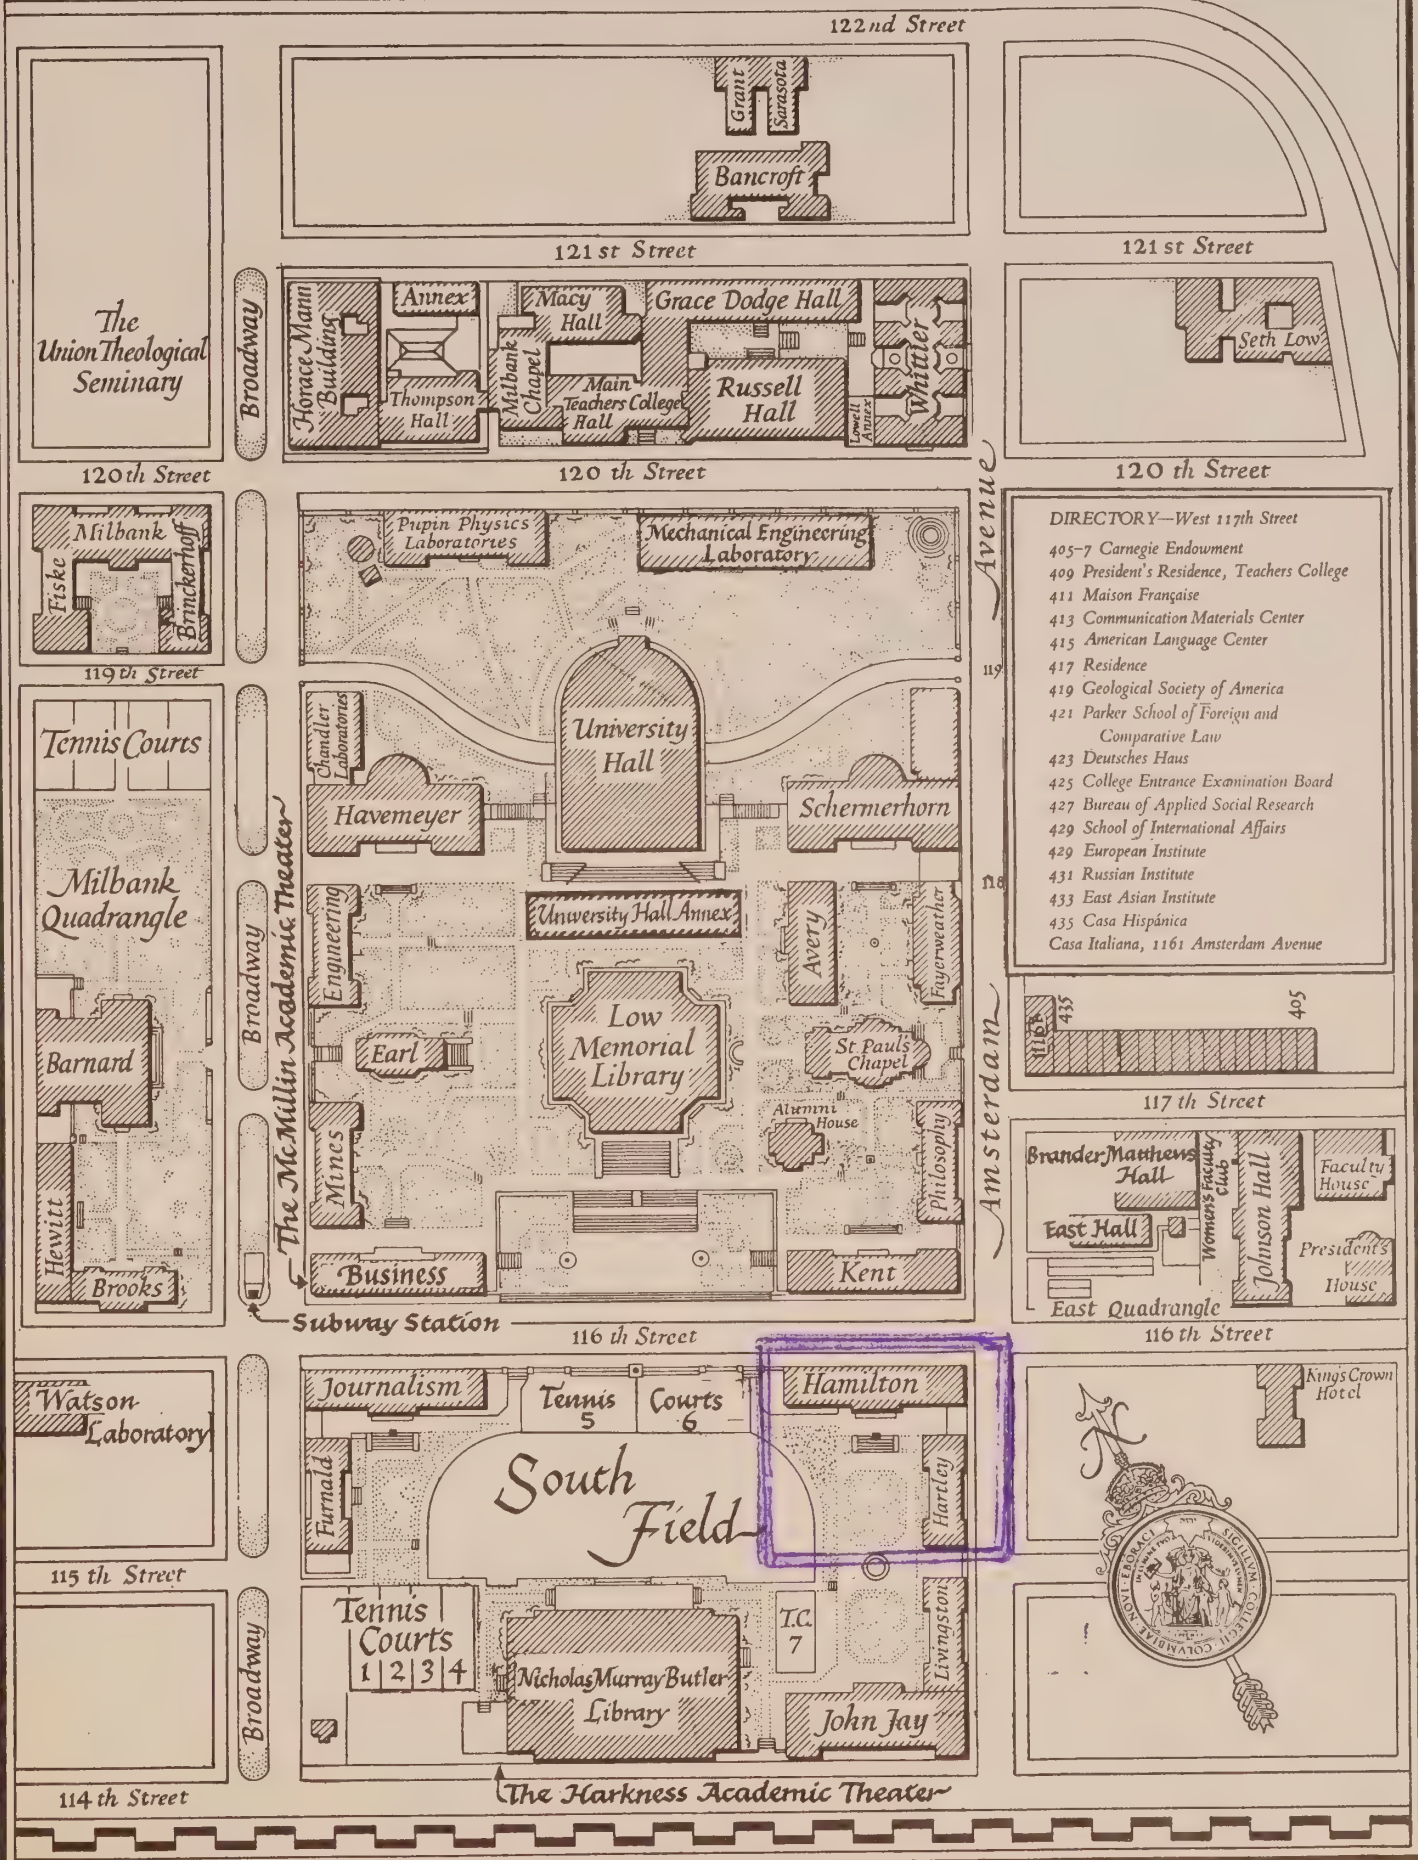 122nd Street
Grant
Sarasota
Bancroft
121st Street
121st Street
The
Union Theological
Seminary
Broadway
Horace Mann
Building
Annex
Thompson
Hall
Milbank
Chapel
Macy
Hall
Main
Teachers College
Hall
Grace Dodge Hall
Russell
Hall
Lowell
Annex
Whittier
Seth Low
120th Street
120th Street
120th Street
Milbank
Fiske
Brinckerhoff
119th Street
Pupin Physics
Laboratories
Mechanical Engineering
Laboratory
Avenue
DIRECTORY—West 117th Street
405-7 Carnegie Endowment
409 President's Residence, Teachers College
411 Maison Française
413 Communication Materials Center
415 American Language Center
417 Residence
419 Geological Society of America
421 Parker School of Foreign and
Comparative Law
423 Deutsches Haus
425 College Entrance Examination Board
427 Bureau of Applied Social Research
429 School of International Affairs
429 European Institute
431 Russian Institute
433 East Asian Institute
435 Casa Hispánica
Casa Italiana, 1161 Amsterdam Avenue
119
118
Tennis Courts
Chandler
Laboratories
University
Hall
Havemeyer
Schermerhorn
Milbank
Quadrangle
The McMillin Academic Theater
Broadway
Engineering
University Hall Annex
Avery
Fayerweather
Low
Memorial
Library
Earl
St. Paul's
Chapel
Barnard
Amsterdam
1161
435
405
117th Street
Alumni
House
Mines
Philosophy
Hewitt
Brooks
Business
Kent
Brander Matthews
Hall
Women's Faculty
Club
Johnson Hall
Faculty
House
East Hall
President's
House
East Quadrangle
Subway Station
116th Street
116th Street
Watson
Laboratory
Journalism
Tennis
5
Courts
6
Hamilton
King's Crown
Hotel
Furnald
South
Field
Hartley
N
SIGILLVM COLLEGII COLVMBIAE NOVI EBORACI
115th Street
Broadway
Tennis
Courts
1 2 3 4
Nicholas Murray Butler
Library
T.C.
7
Livingston
John Jay
114th Street
The Harkness Academic Theater